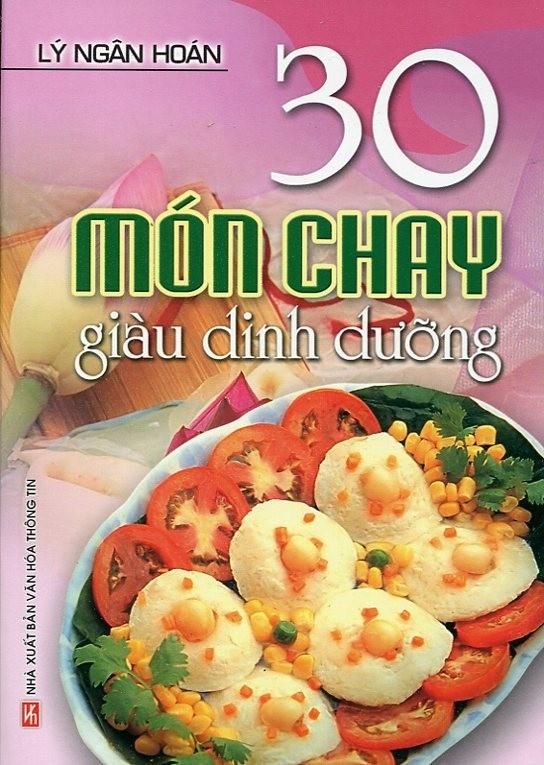 LÝ NGÂN HOÁN
30
MÓN CHAY
giàu dinh dưỡng
NHÀ XUẤT BẢN VĂN HÓA THÔNG TIN